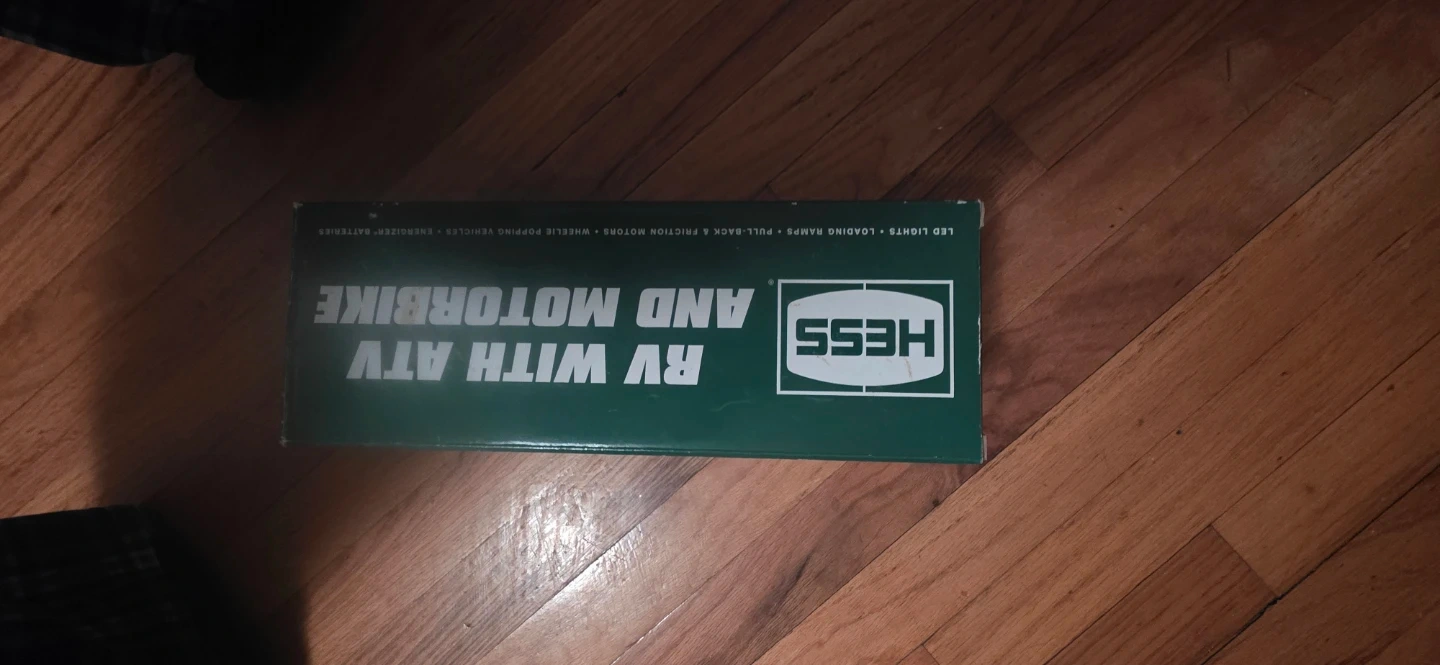 HESS
RV WITH ATV
AND MOTORBIKE
LED LIGHTS • LOADING RAMPS • PULL-BACK & FRICTION MOTORS • WHEELIE POPPING VEHICLES • ENERGIZER® BATTERIES